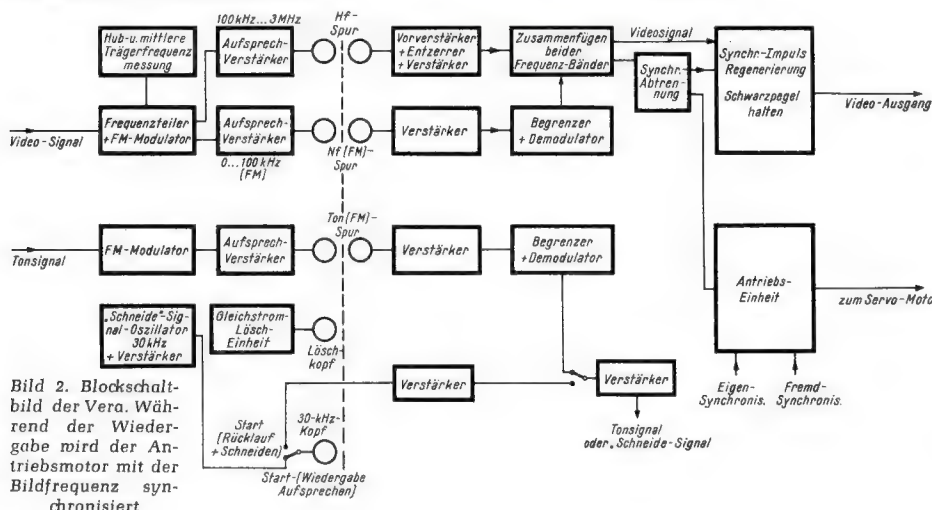 100 kHz...3MHz
Hf-
Spur
Hub-u. mittlere
Trägerfrequenz
messung
Aufsprech-
Verstärker
Vorverstärker
+ Entzerrer
+ Verstärker
Zusammenfügen
beider
Frequenz-Bänder
Videosignal
Synchr.
Abtrennung
Synchr-Impuls
Regenerierung
Schwarzpegel
halten
Video-Ausgang
Video-Signal
Frequenzteiler
+ FM-Modulator
Aufsprech-
Verstärker
0...100 kHz
[FM]
Nf [FM]-
Spur
Verstärker
Begrenzer
+ Demodulator
Tonsignal
FM-Modulator
Aufsprech-
Verstärker
Ton[FM]-
Spur
Verstärker
Begrenzer
+Demodulator
Antriebs-
Einheit
zum Servo-Moto
Eigen-
Synchronis.
Fremd-
Synchronis.
„Schneide"-Sig-
nal-Oszillator
30 kHz
+ Verstärker
Gleichstrom-
Lösch-
Einheit
Lösch-
kopf
Verstärker
Verstärker
Tonsignal
oder „Schneide-Signal
Start
[Rücklauf
+ Schneiden]
30-kHz-
Kopf
Start-[Wiedergabe
Aufsprechen]
Bild 2. Blockschalt-
bild der Vera. Wäh-
rend der Wieder-
gabe wird der An-
triebsmotor mit der
Bildfrequenz syn-
chronisiert